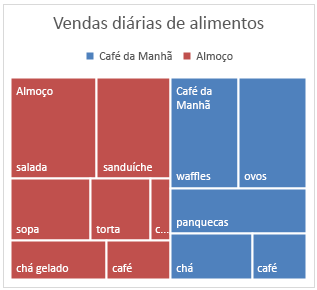 Vendas diárias de alimentos
Café da Manhã
Almoço
Almoço
salada
sanduíche
sopa
torta
c...
chá gelado
café
Café da
Manhã
waffles
ovos
panquecas
chá
café